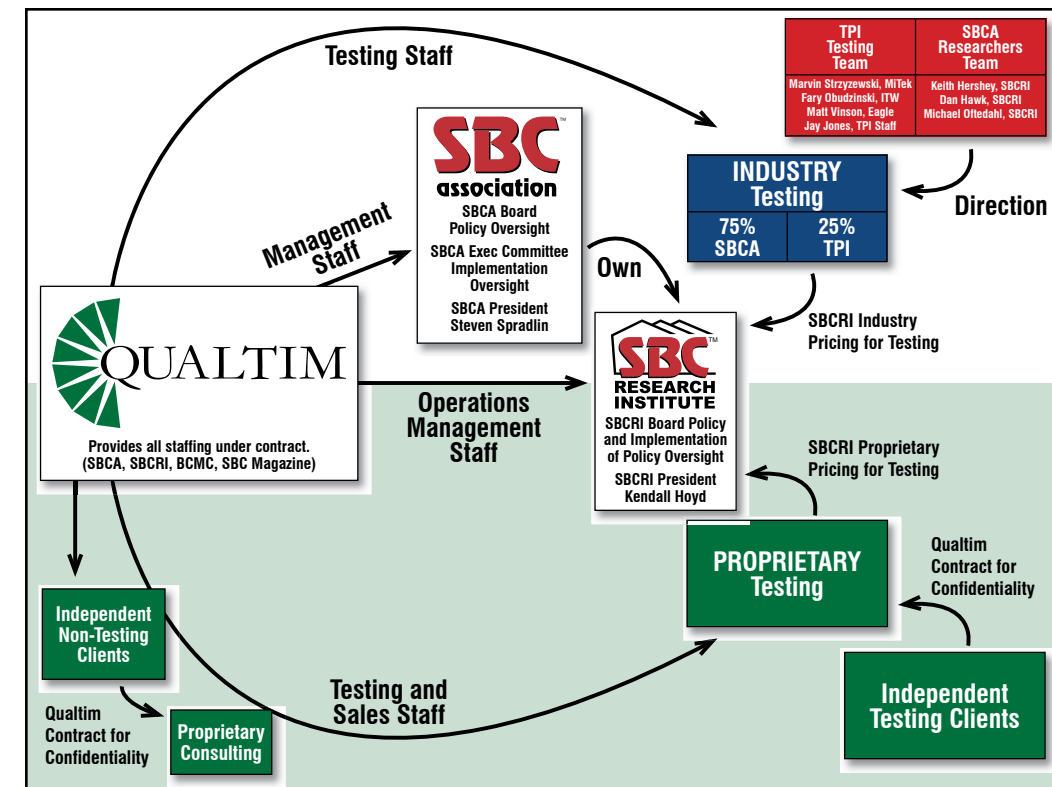 Testing Staff
TPI
Testing
Team
Marvin Strzyzewski, MiTek
Fary Obudzinski, ITW
Matt Vinson, Eagle
Jay Jones, TPI Staff
SBCA
Researchers
Team
Keith Hershey, SBCRI
Dan Hawk, SBCRI
Michael Oftedahl, SBCRI
Direction
INDUSTRY
Testing
75%
SBCA
25%
TPI
SBC™
association
SBCA Board
Policy Oversight
SBCA Exec Committee
Implementation
Oversight
SBCA President
Steven Spradlin
Management
Staff
Own
SBCRI Industry
Pricing for Testing
QUALTIM
Provides all staffing under contract.
(SBCA, SBCRI, BCMC, SBC Magazine)
Operations
Management
Staff
SBC™
RESEARCH
INSTITUTE
SBCRI Board Policy
and Implementation
of Policy Oversight
SBCRI President
Kendall Hoyd
SBCRI Proprietary
Pricing for Testing
PROPRIETARY
Testing
Qualtim
Contract for
Confidentiality
Independent
Testing Clients
Independent
Non-Testing
Clients
Testing and
Sales Staff
Qualtim
Contract for
Confidentiality
Proprietary
Consulting